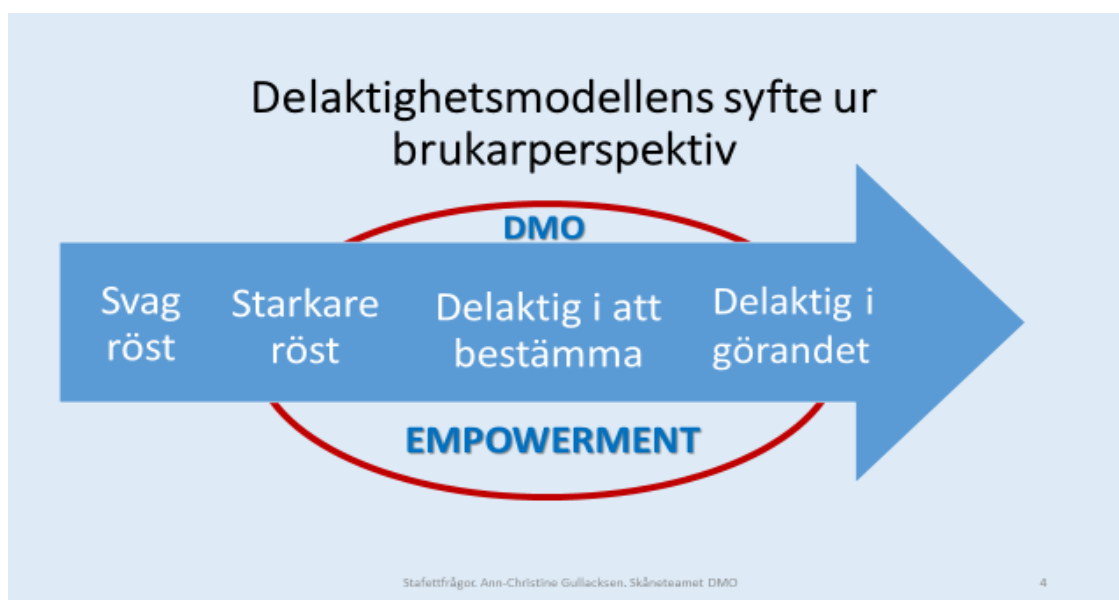 Delaktighetsmodellens syfte ur
brukarperspektiv
DMO
Svag
röst
Starkare
röst
Delaktig i att
bestämma
Delaktig i
görandet
EMPOWERMENT
Stafettfrågor. Ann-Christine Gullacksen. Skåneteamet DMO
4